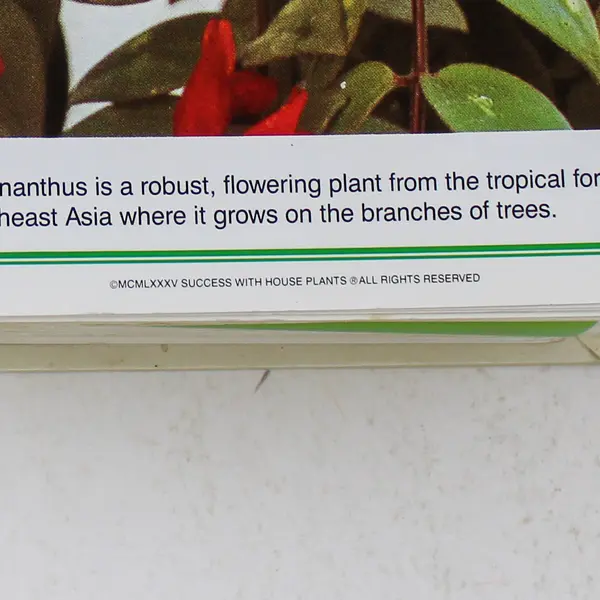 nanthus is a robust, flowering plant from the tropical for
heast Asia where it grows on the branches of trees.
©MCMLXXXV SUCCESS WITH HOUSE PLANTS ® ALL RIGHTS RESERVED